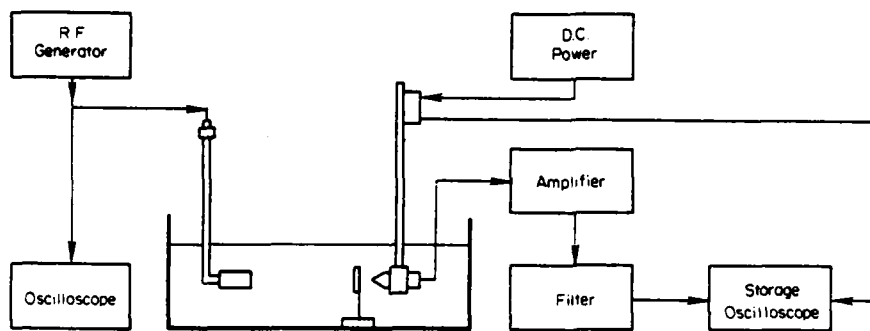 R F
Generator
D.C.
Power
Amplifier
Oscilloscope
Filter
Storage
Oscilloscope